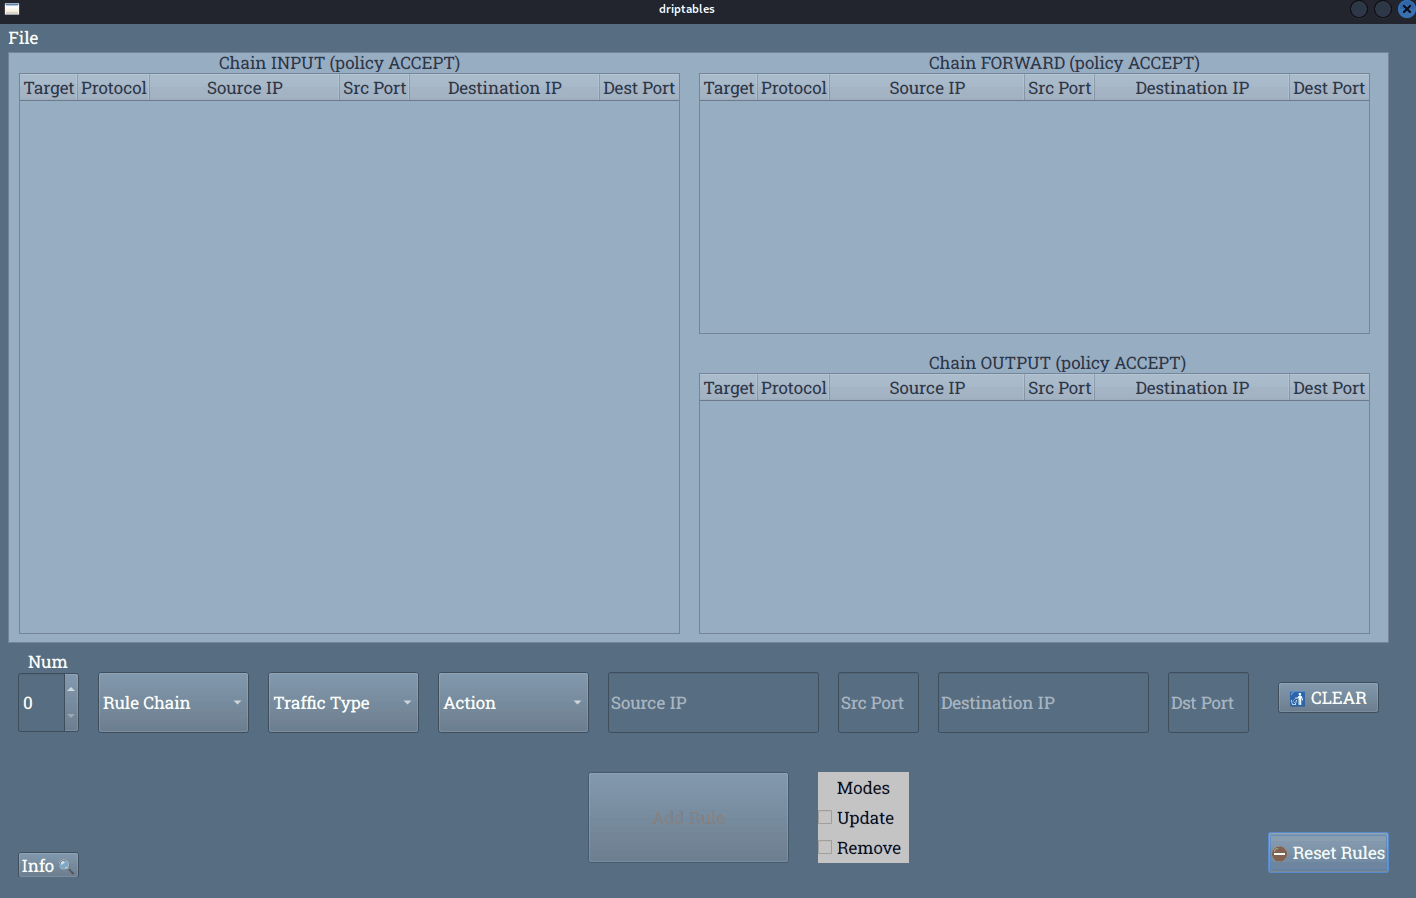 driptables
File
Chain INPUT (policy ACCEPT)
Target Protocol Source IP Src Port Destination IP Dest Port
Chain FORWARD (policy ACCEPT)
Target Protocol Source IP Src Port Destination IP Dest Port
Chain OUTPUT (policy ACCEPT)
Target Protocol Source IP Src Port Destination IP Dest Port
Num
0 Rule Chain Traffic Type Action Source IP Src Port Destination IP Dst Port CLEAR
Add Rule
Modes
Update
Remove
Info
Reset Rules